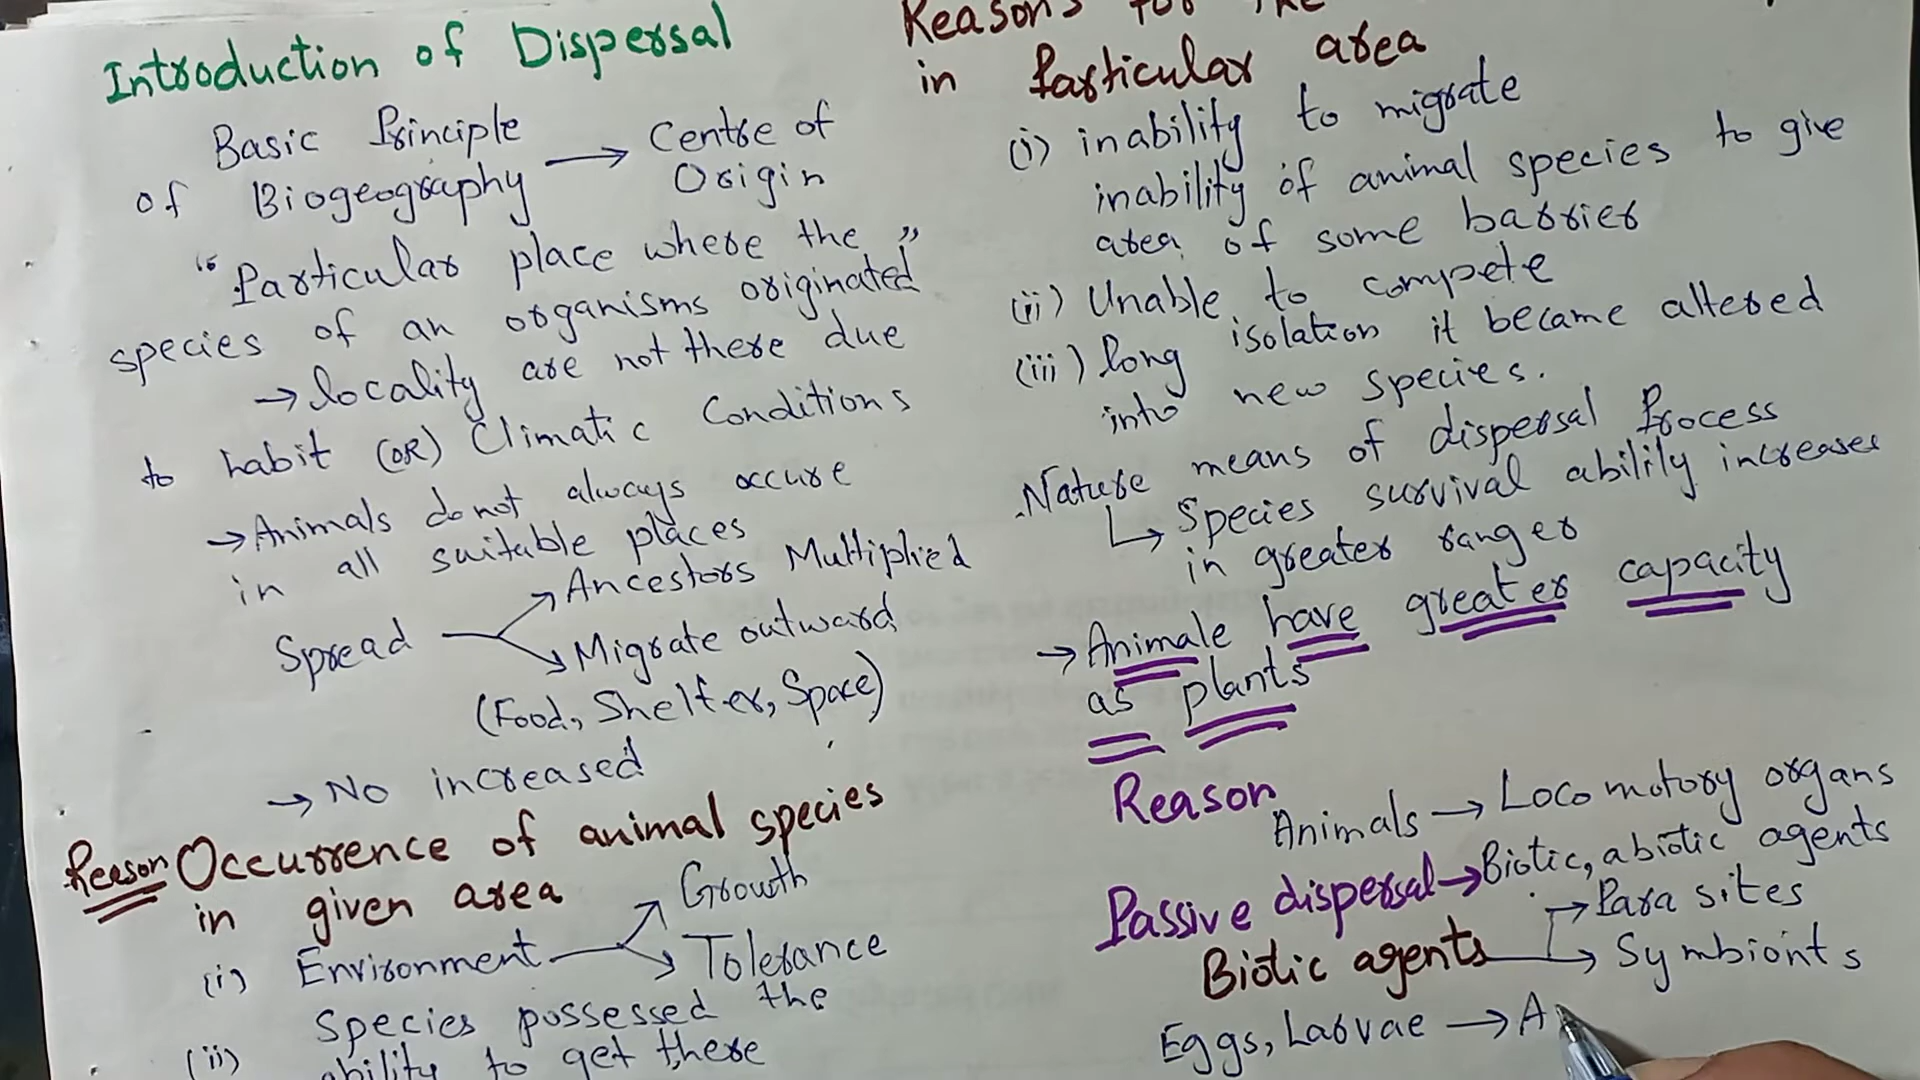 Introduction of Dispersal
Basic Principle
of Biogeography → Centre of
Origin
" Particular place where the "
species of an organisms originated
→ locality are not there due
to habit (OR) Climatic Conditions
→ Animals do not always occure
in all suitable places
Spread → Ancestors Multiplied
→ Migrate outward
(Food, Shelter, Space)
→ No increased
Reason Occurrence of animal species
in given area
(i) Environment → Growth
→ Tolerance
(ii) Species possessed the
ability to get there
Reasons for the
in Particular area
(i) inability to migrate
inability of animal species to give
area of some barrier
(ii) Unable to compete
(iii) long isolation it became altered
into new species.
Nature means of dispersal Process
↳ Species survival ability increases
in greater ranger
→ Animale have greater capacity
as plants
Reason
Animals → Locomotory organs
Passive dispersal → Biotic, abiotic agents
Biotic agents → Parasites
→ Symbionts
Eggs, Larvae → A